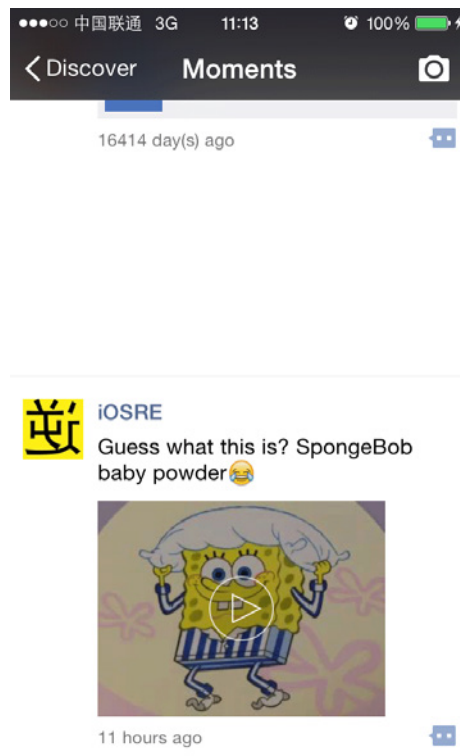 中国联通 3G 11:13 100%
Discover Moments
16414 day(s) ago
iOSRE
Guess what this is? SpongeBob
baby powder😂
11 hours ago